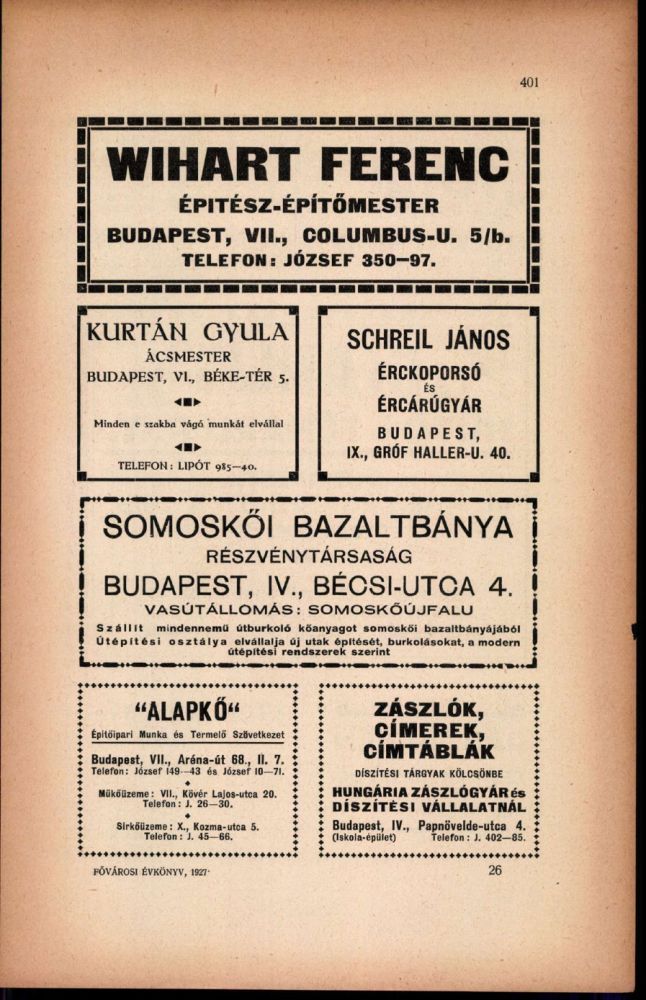 401
WIHART FERENC
ÉPITÉSZ-ÉPÍTŐMESTER
BUDAPEST, VII., COLUMBUS-U. 5/b.
TELEFON: JÓZSEF 350—97.
KURTÁN GYULA
ÁCSMESTER
BUDAPEST, VI., BÉKE-TÉR 5.
Minden e szakba vágó munkát elvállal
TELEFON: LIPÓT 985—40.
SCHREIL JÁNOS
ÉRCKOPORSÓ
ÉS
ÉRCÁRÚGYÁR
BUDAPEST,
IX., GRÓF HALLER-U. 40.
SOMOSKŐI BAZALTBÁNYA
RÉSZVÉNYTÁRSASÁG
BUDAPEST, IV., BÉCSI-UTCA 4.
VASÚTÁLLOMÁS: SOMOSKŐÚJFALU
Szállít mindennemű útburkoló kőanyagot somoskői bazaltbányájából
Útépítési osztálya elvállalja új utak építését, burkolásokat, a modern
útépítési rendszerek szerint
“ALAPKŐ“
Építőipari Munka és Termelő Szövetkezet
Budapest, VII., Aréna-út 68., II. 7.
Telefon: József 149—43 és József 10—71.
Műkőüzeme: VII., Kövér Lajos-utca 20.
Telefon: J. 26—30.
Sirkőüzeme: X., Kozma-utca 5.
Telefon: J. 45—66.
ZÁSZLÓK,
CÍMEREK,
CÍMTÁBLÁK
DÍSZÍTÉSI TÁRGYAK KÖLCSÖNBE
HUNGÁRIA ZÁSZLÓGYÁR és
DÍSZÍTÉSI VÁLLALATNÁL
Budapest, IV., Papnövelde-utca 4.
(Iskola-épület) Telefon: J. 402—85.
FŐVÁROSI ÉVKÖNYV, 1927·
26